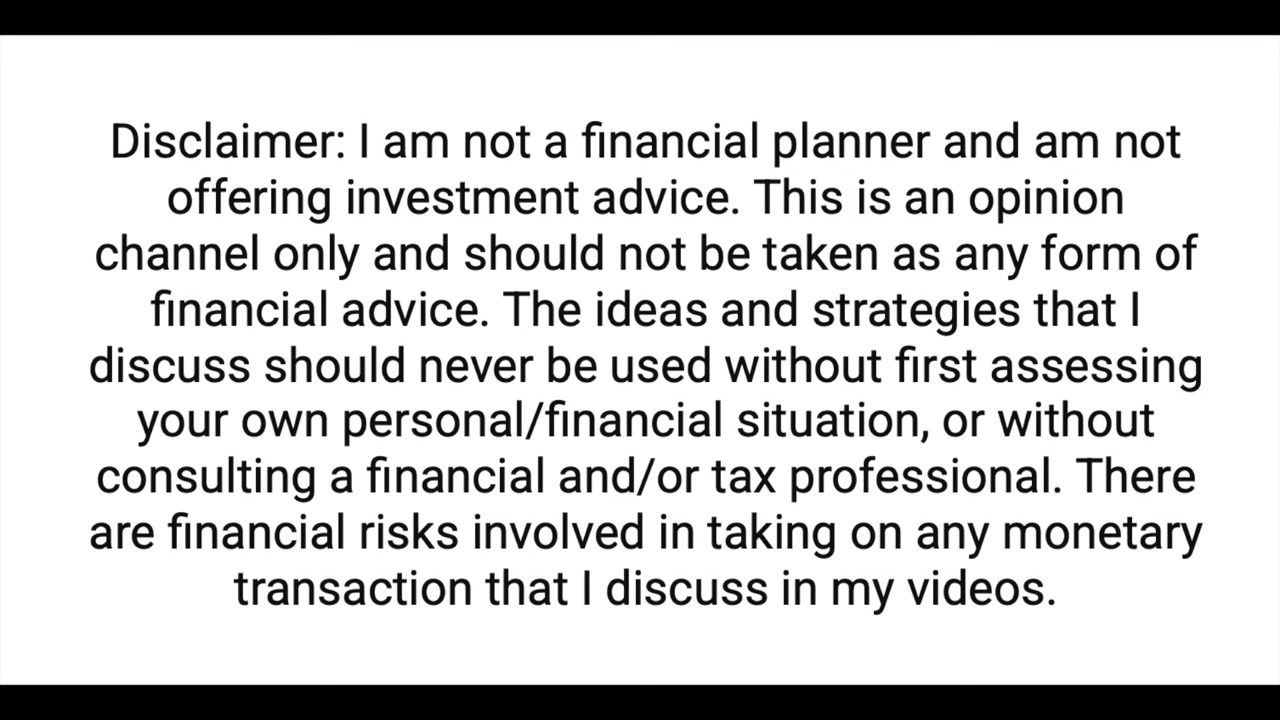 Disclaimer: I am not a financial planner and am not
offering investment advice. This is an opinion
channel only and should not be taken as any form of
financial advice. The ideas and strategies that I
discuss should never be used without first assessing
your own personal/financial situation, or without
consulting a financial and/or tax professional. There
are financial risks involved in taking on any monetary
transaction that I discuss in my videos.